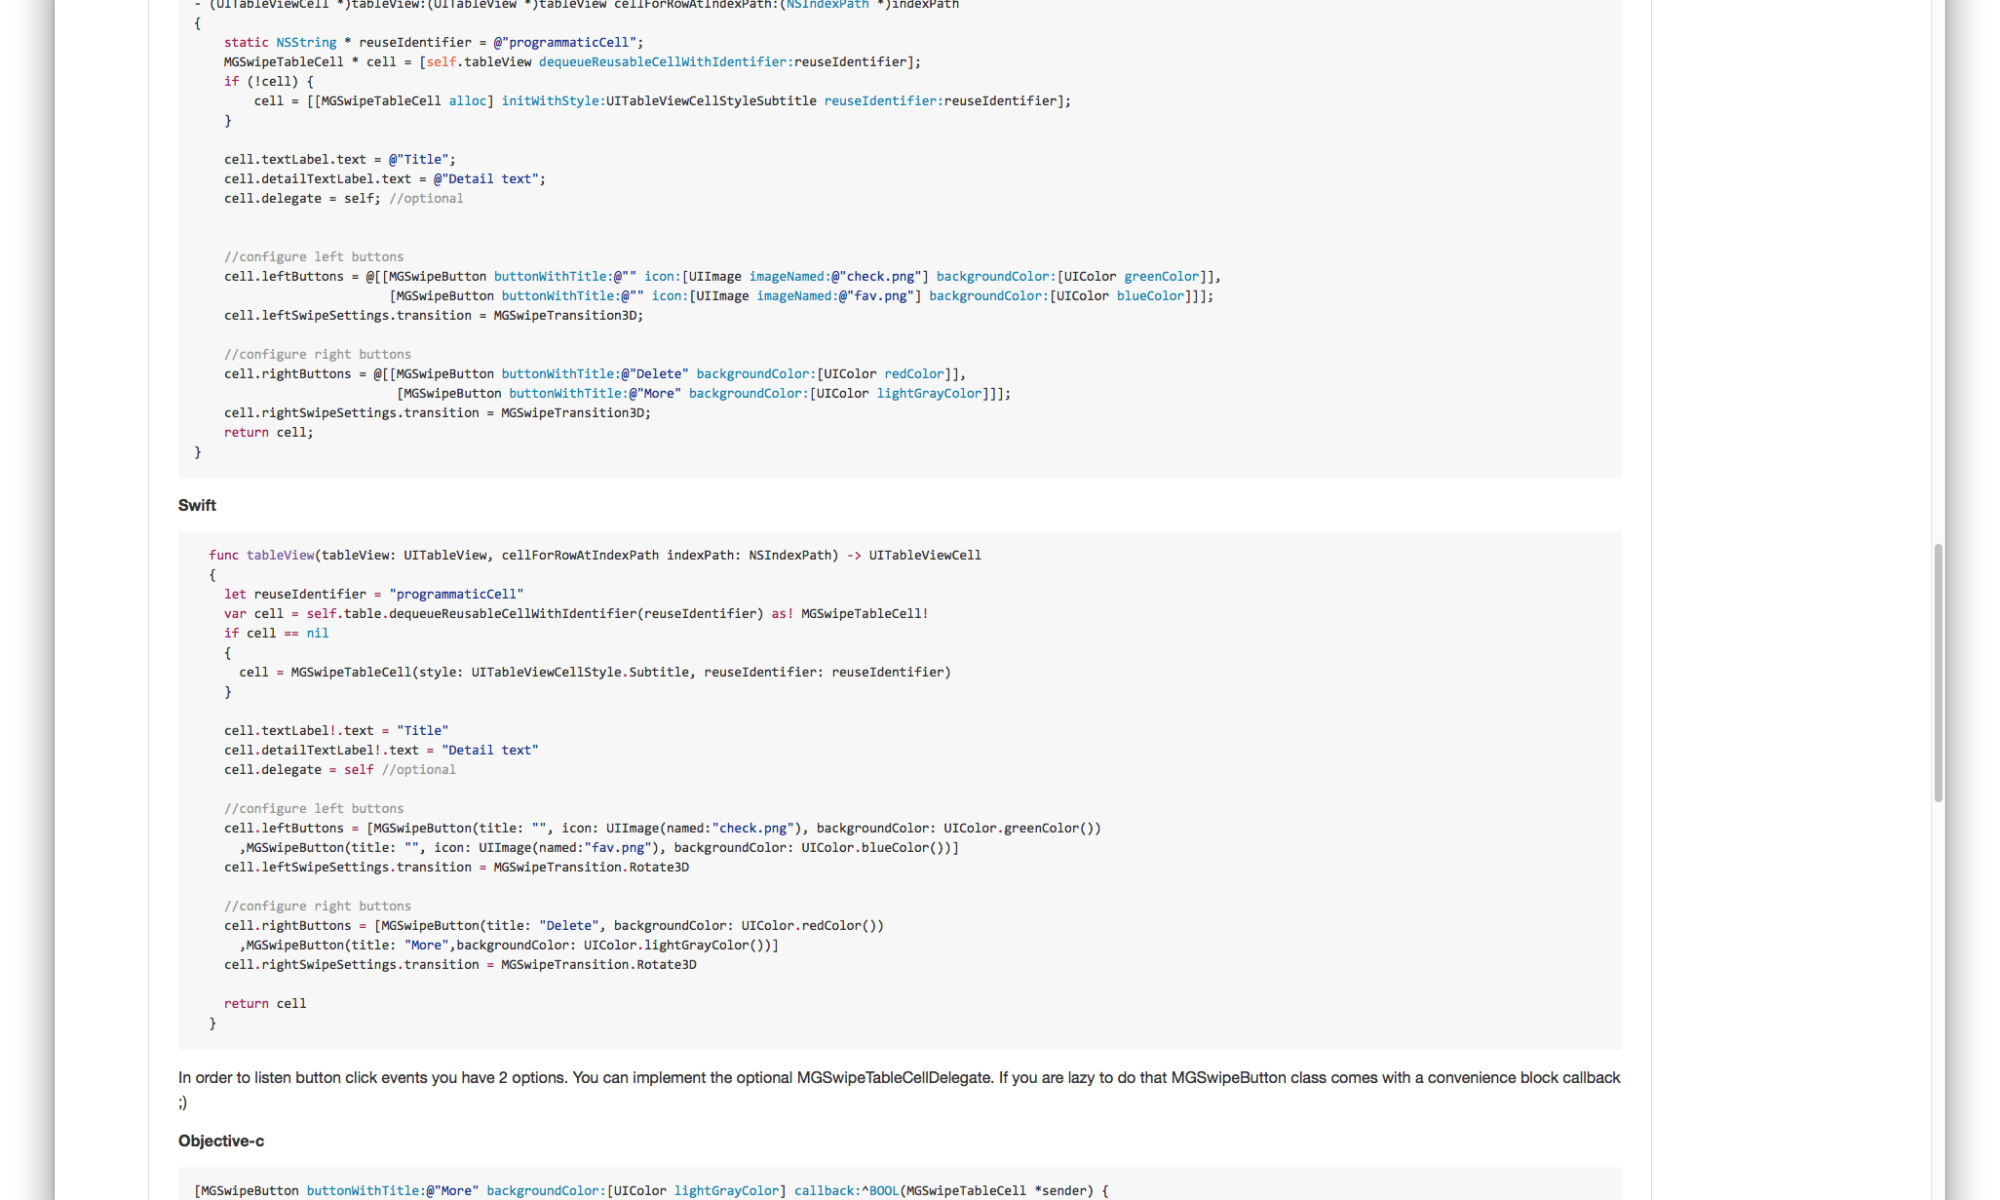 - (UITableViewCell *)tableView:(UITableView *)tableView cellForRowAtIndexPath:(NSIndexPath *)indexPath
{
    static NSString * reuseIdentifier = @"programmaticCell";
    MGSwipeTableCell * cell = [self.tableView dequeueReusableCellWithIdentifier:reuseIdentifier];
    if (!cell) {
        cell = [[MGSwipeTableCell alloc] initWithStyle:UITableViewCellStyleSubtitle reuseIdentifier:reuseIdentifier];
    }
    cell.textLabel.text = @"Title";
    cell.detailTextLabel.text = @"Detail text";
    cell.delegate = self; //optional
    //configure left buttons
    cell.leftButtons = @[[MGSwipeButton buttonWithTitle:@"" icon:[UIImage imageNamed:@"check.png"] backgroundColor:[UIColor greenColor]],
                          [MGSwipeButton buttonWithTitle:@"" icon:[UIImage imageNamed:@"fav.png"] backgroundColor:[UIColor blueColor]]];
    cell.leftSwipeSettings.transition = MGSwipeTransition3D;
    //configure right buttons
    cell.rightButtons = @[[MGSwipeButton buttonWithTitle:@"Delete" backgroundColor:[UIColor redColor]],
                           [MGSwipeButton buttonWithTitle:@"More" backgroundColor:[UIColor lightGrayColor]]];
    cell.rightSwipeSettings.transition = MGSwipeTransition3D;
    return cell;
}
Swift
  func tableView(tableView: UITableView, cellForRowAtIndexPath indexPath: NSIndexPath) -> UITableViewCell
  {
    let reuseIdentifier = "programmaticCell"
    var cell = self.table.dequeueReusableCellWithIdentifier(reuseIdentifier) as! MGSwipeTableCell!
    if cell == nil
    {
      cell = MGSwipeTableCell(style: UITableViewCellStyle.Subtitle, reuseIdentifier: reuseIdentifier)
    }
    cell.textLabel!.text = "Title"
    cell.detailTextLabel!.text = "Detail text"
    cell.delegate = self //optional
    //configure left buttons
    cell.leftButtons = [MGSwipeButton(title: "", icon: UIImage(named:"check.png"), backgroundColor: UIColor.greenColor())
      ,MGSwipeButton(title: "", icon: UIImage(named:"fav.png"), backgroundColor: UIColor.blueColor())]
    cell.leftSwipeSettings.transition = MGSwipeTransition.Rotate3D
    //configure right buttons
    cell.rightButtons = [MGSwipeButton(title: "Delete", backgroundColor: UIColor.redColor())
      ,MGSwipeButton(title: "More",backgroundColor: UIColor.lightGrayColor())]
    cell.rightSwipeSettings.transition = MGSwipeTransition.Rotate3D
    return cell
  }
In order to listen button click events you have 2 options. You can implement the optional MGSwipeTableCellDelegate. If you are lazy to do that MGSwipeButton class comes with a convenience block callback
;)
Objective-c
[MGSwipeButton buttonWithTitle:@"More" backgroundColor:[UIColor lightGrayColor] callback:^BOOL(MGSwipeTableCell *sender) {